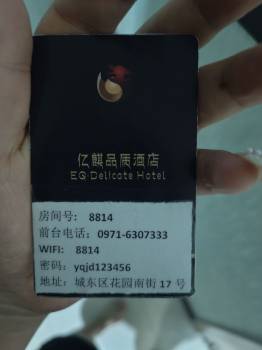 亿麒品质酒店
EQ·Delicate Hotel
房间号: 8814
前台电话: 0971-6307333
WIFI: 8814
密码: yqjd123456
地址: 城东区花园南街 17 号